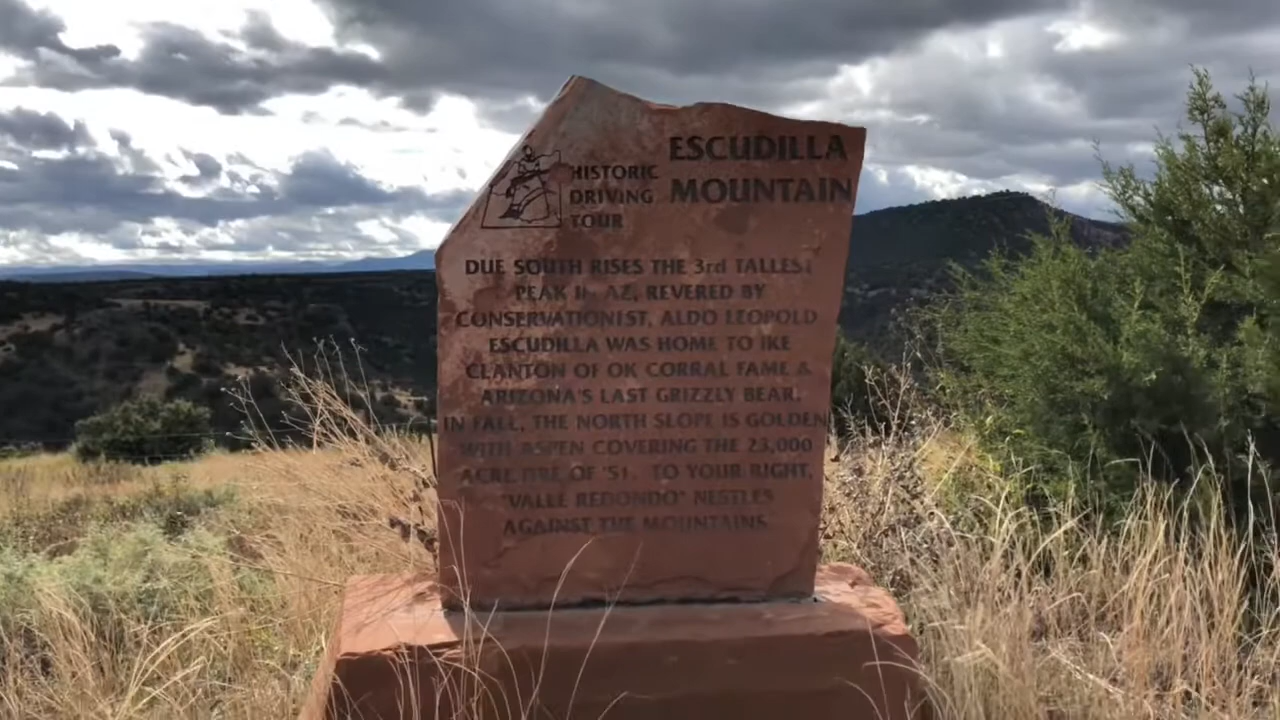 ESCUDILLA
MOUNTAIN
HISTORIC
DRIVING
TOUR
DUE SOUTH RISES THE 3rd TALLEST
PEAK IN AZ, REVERED BY
CONSERVATIONIST, ALDO LEOPOLD
ESCUDILLA WAS HOME TO IKE
CLANTON OF OK CORRAL FAME &
ARIZONA'S LAST GRIZZLY BEAR.
IN FALL, THE NORTH SLOPE IS GOLDEN
WITH ASPEN COVERING THE 23,000
ACRE FIRE OF '51. TO YOUR RIGHT,
"VALLE REDONDO" NESTLES
AGAINST THE MOUNTAINS